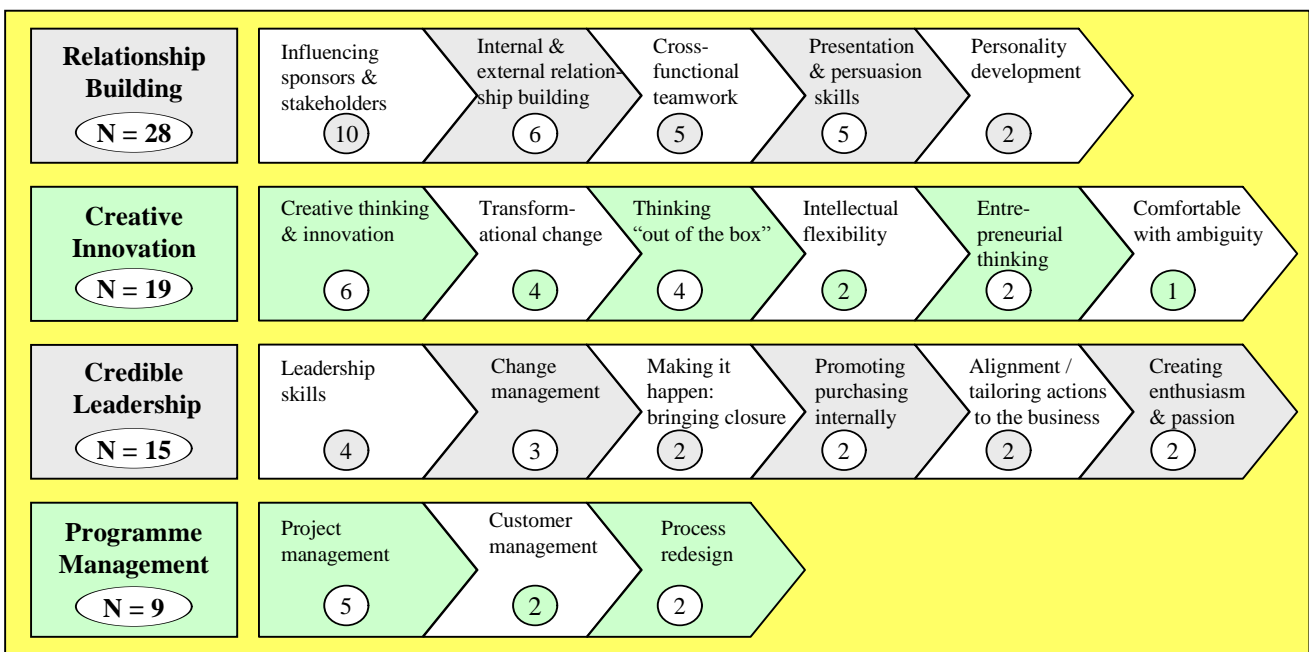 Relationship
Building
N = 28
Influencing
sponsors &
stakeholders
10
Internal &
external relation-
ship building
6
Cross-
functional
teamwork
5
Presentation
& persuasion
skills
5
Personality
development
2
Creative
Innovation
N = 19
Creative thinking
& innovation
6
Transform-
ational change
4
Thinking
“out of the box”
4
Intellectual
flexibility
2
Entre-
preneurial
thinking
2
Comfortable
with ambiguity
1
Credible
Leadership
N = 15
Leadership
skills
4
Change
management
3
Making it
happen:
bringing closure
2
Promoting
purchasing
internally
2
Alignment /
tailoring actions
to the business
2
Creating
enthusiasm
& passion
2
Programme
Management
N = 9
Project
management
5
Customer
management
2
Process
redesign
2